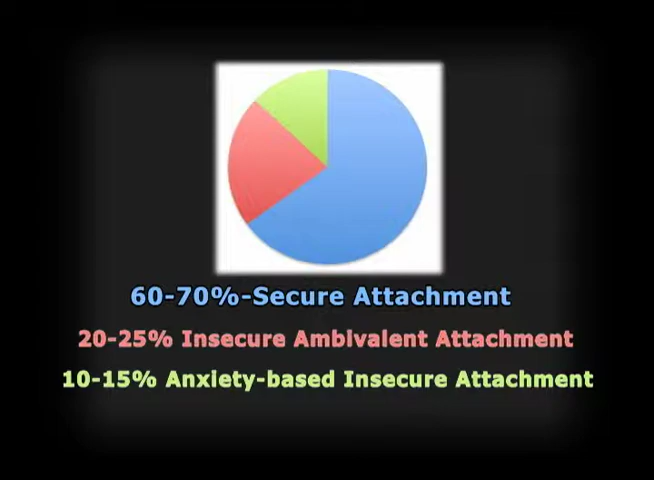 60-70%-Secure Attachment
20-25% Insecure Ambivalent Attachment
10-15% Anxiety-based Insecure Attachment